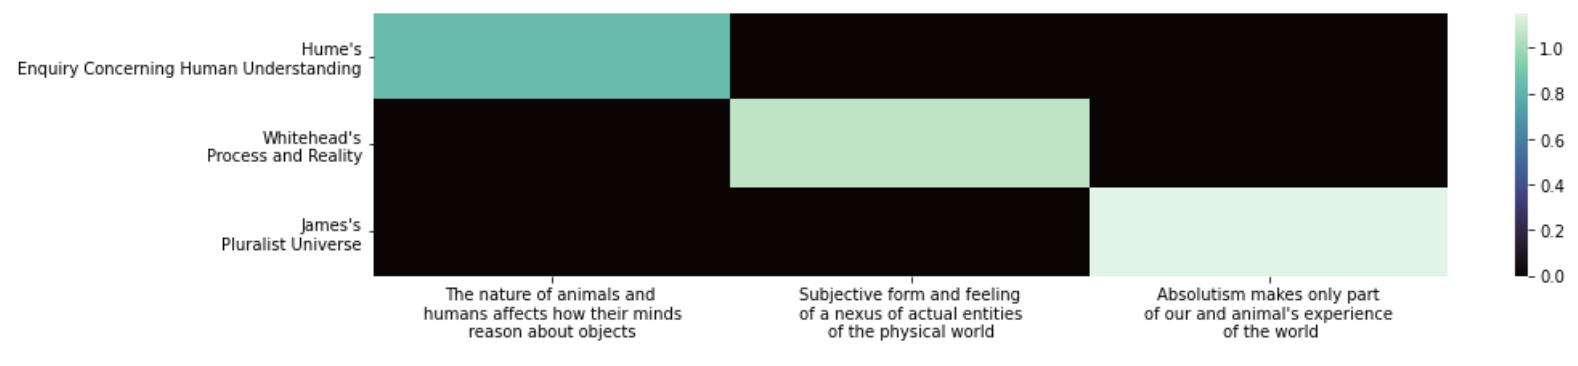 Hume's
Enquiry Concerning Human Understanding
Whitehead's
Process and Reality
James's
Pluralist Universe
The nature of animals and
humans affects how their minds
reason about objects
Subjective form and feeling
of a nexus of actual entities
of the physical world
Absolutism makes only part
of our and animal's experience
of the world
1.0
0.8
0.6
0.4
0.2
0.0